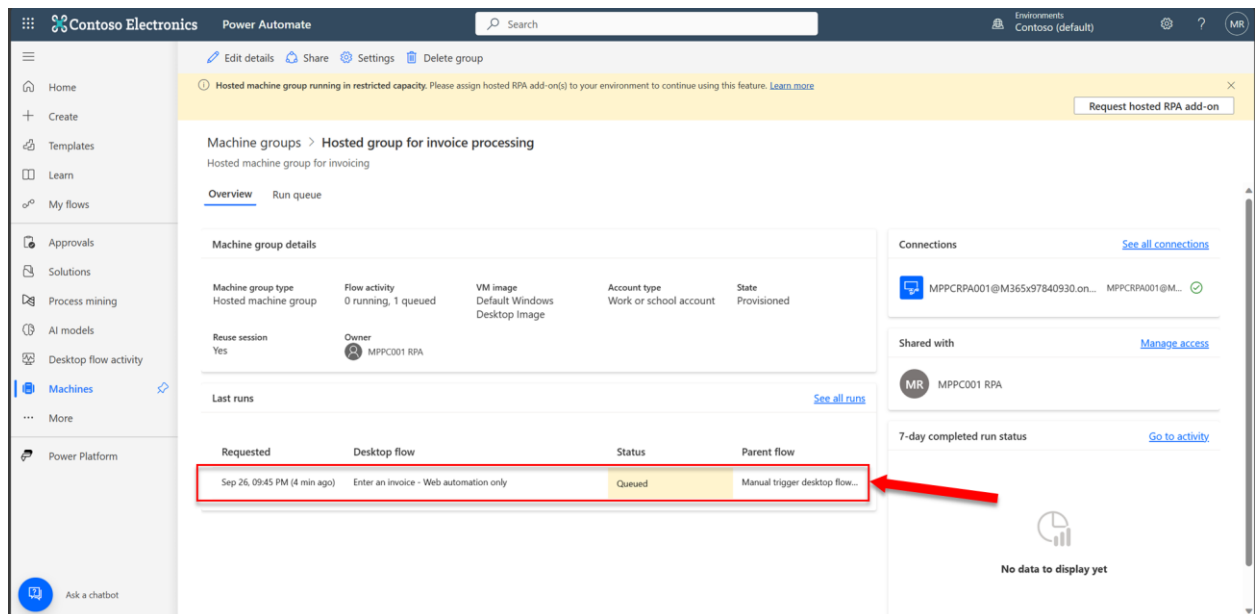 Contoso Electronics Power Automate Search Environments
Contoso (default) ? MR
Edit details Share Settings Delete group
Home
Create
Templates
Learn
My flows
Approvals
Solutions
Process mining
AI models
Desktop flow activity
Machines
More
Power Platform
Ask a chatbot
Hosted machine group running in restricted capacity. Please assign hosted RPA add-on(s) to your environment to continue using this feature. Learn more
Request hosted RPA add-on
Machine groups > Hosted group for invoice processing
Hosted machine group for invoicing
Overview Run queue
Machine group details
Machine group type
Hosted machine group
Flow activity
0 running, 1 queued
VM image
Default Windows
Desktop Image
Account type
Work or school account
State
Provisioned
Reuse session
Yes
Owner
MPPC001 RPA
Last runs See all runs
Requested Desktop flow Status Parent flow
Sep 26, 09:45 PM (4 min ago) Enter an invoice - Web automation only Queued Manual trigger desktop flow...
Connections See all connections
MPPCRPA001@M365x97840930.on... MPPCRPA001@M...
Shared with Manage access
MR MPPC001 RPA
7-day completed run status Go to activity
No data to display yet